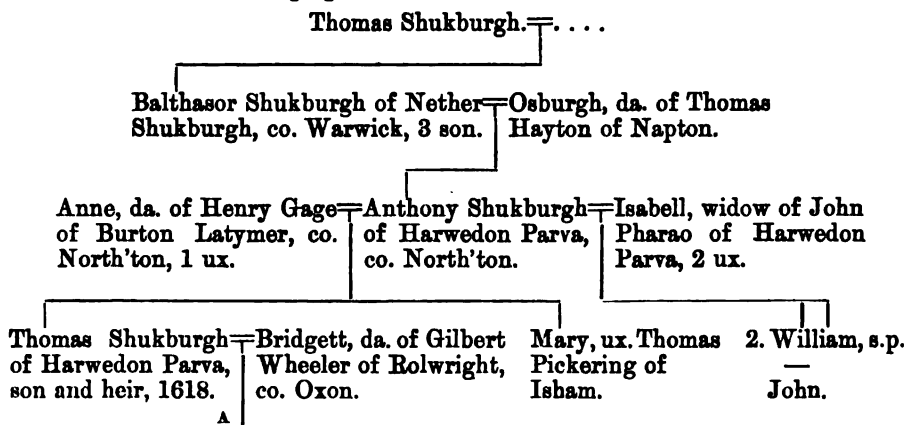 Thomas Shukburgh.=. . . .
Balthasor Shukburgh of Nether=Osburgh, da. of Thomas
Shukburgh, co. Warwick, 3 son. Hayton of Napton.
Anne, da. of Henry Gage=Anthony Shukburgh=Isabell, widow of John
of Burton Latymer, co. of Harwedon Parva, Pharao of Harwedon
North'ton, 1 ux. co. North'ton. Parva, 2 ux.
Thomas Shukburgh=Bridgett, da. of Gilbert Mary, ux. Thomas 2. William, s.p.
of Harwedon Parva, Wheeler of Rolwright, Pickering of —
son and heir, 1618. co. Oxon. Isham. John.
A